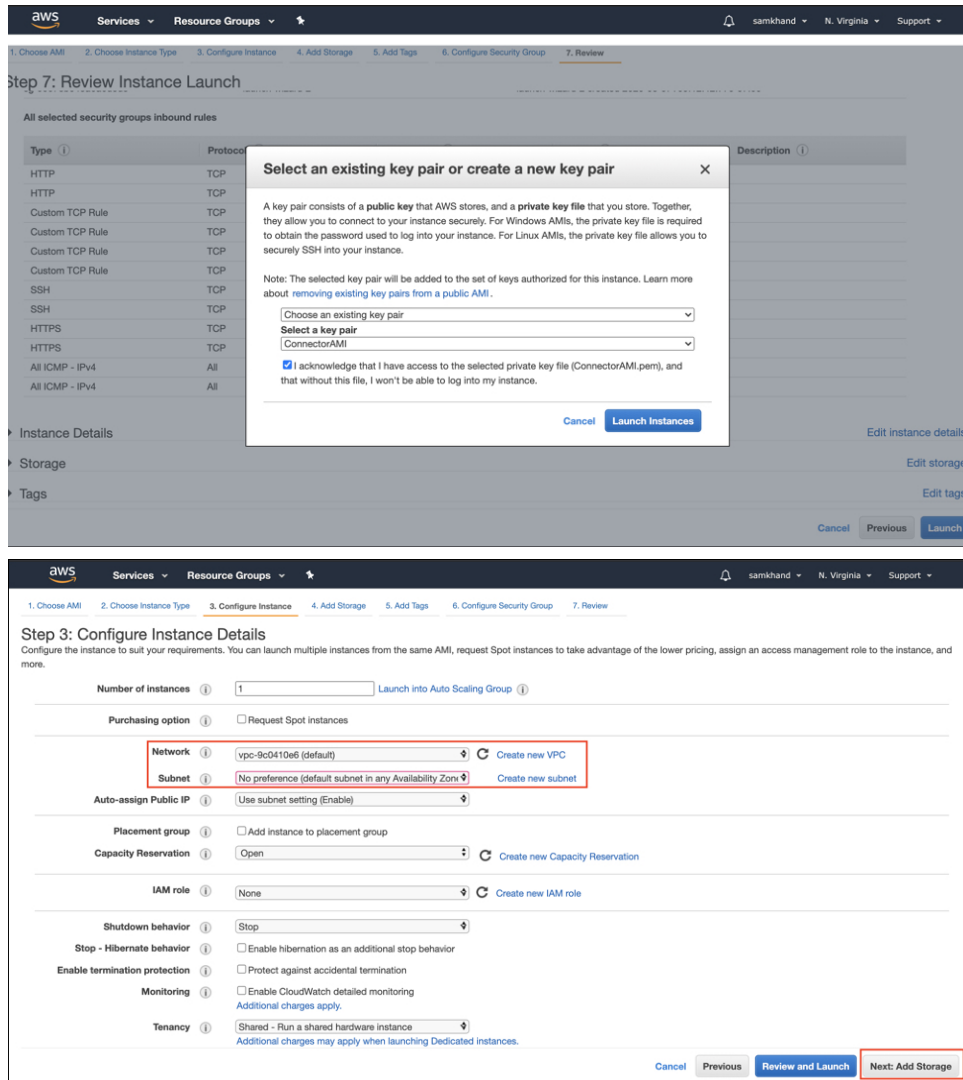 aws Services Resource Groups samkhand N. Virginia Support
1. Choose AMI 2. Choose Instance Type 3. Configure Instance 4. Add Storage 5. Add Tags 6. Configure Security Group 7. Review
Step 7: Review Instance Launch
All selected security groups inbound rules
Type Protocol Description
HTTP TCP
HTTP TCP
Custom TCP Rule TCP
Custom TCP Rule TCP
Custom TCP Rule TCP
Custom TCP Rule TCP
SSH TCP
SSH TCP
HTTPS TCP
HTTPS TCP
All ICMP - IPv4 All
All ICMP - IPv4 All
Select an existing key pair or create a new key pair
A key pair consists of a public key that AWS stores, and a private key file that you store. Together,
they allow you to connect to your instance securely. For Windows AMIs, the private key file is required
to obtain the password used to log into your instance. For Linux AMIs, the private key file allows you to
securely SSH into your instance.
Note: The selected key pair will be added to the set of keys authorized for this instance. Learn more
about removing existing key pairs from a public AMI.
Choose an existing key pair
Select a key pair
ConnectorAMI
I acknowledge that I have access to the selected private key file (ConnectorAMI.pem), and
that without this file, I won't be able to log into my instance.
Cancel Launch Instances
Instance Details Edit instance details
Storage Edit storage
Tags Edit tags
Cancel Previous Launch
aws Services Resource Groups samkhand N. Virginia Support
1. Choose AMI 2. Choose Instance Type 3. Configure Instance 4. Add Storage 5. Add Tags 6. Configure Security Group 7. Review
Step 3: Configure Instance Details
Configure the instance to suit your requirements. You can launch multiple instances from the same AMI, request Spot instances to take advantage of the lower pricing, assign an access management role to the instance, and
more.
Number of instances 1 Launch into Auto Scaling Group
Purchasing option Request Spot instances
Network vpc-9c0410e6 (default) Create new VPC
Subnet No preference (default subnet in any Availability Zone Create new subnet
Auto-assign Public IP Use subnet setting (Enable)
Placement group Add instance to placement group
Capacity Reservation Open Create new Capacity Reservation
IAM role None Create new IAM role
Shutdown behavior Stop
Stop - Hibernate behavior Enable hibernation as an additional stop behavior
Enable termination protection Protect against accidental termination
Monitoring Enable CloudWatch detailed monitoring
Additional charges apply.
Tenancy Shared - Run a shared hardware instance
Additional charges may apply when launching Dedicated instances.
Cancel Previous Review and Launch Next: Add Storage